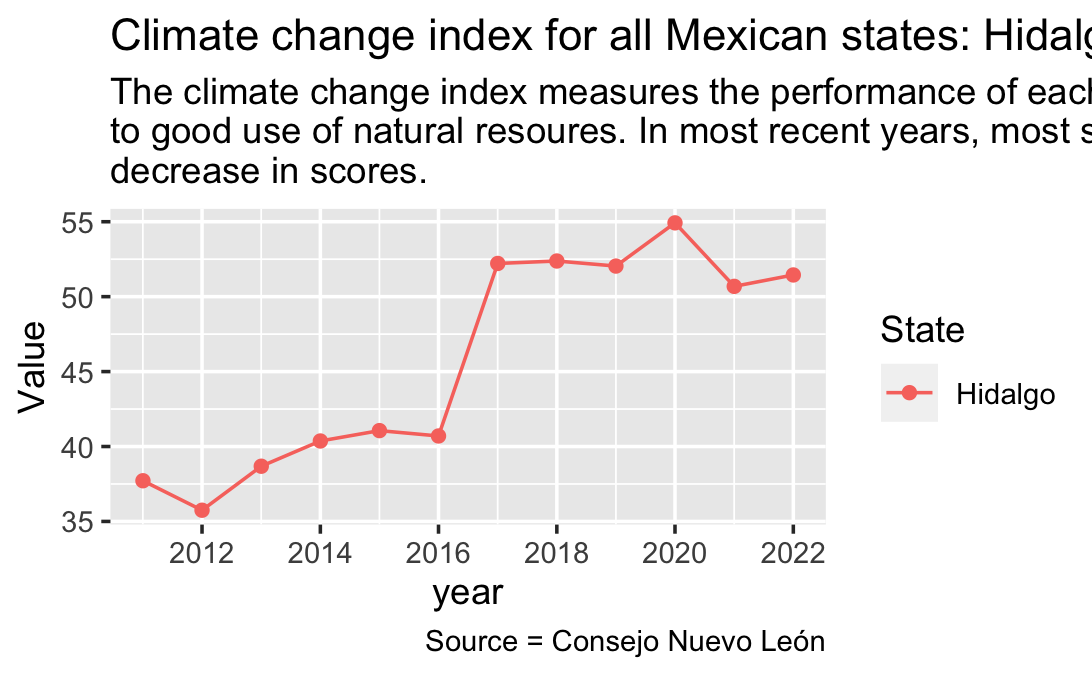 Climate change index for all Mexican states: Hidalg
The climate change index measures the performance of each
to good use of natural resoures. In most recent years, most s
decrease in scores.
55
50
45
40
35
Value
2012 2014 2016 2018 2020 2022
year
State
Hidalgo
Source = Consejo Nuevo León